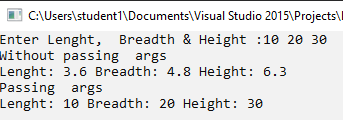 C:\Users\student1\Documents\Visual Studio 2015\Projects\
Enter Lenght,  Breadth & Height :10 20 30
Without passing  args
Lenght: 3.6 Breadth: 4.8 Height: 6.3
Passing  args
Lenght: 10 Breadth: 20 Height: 30